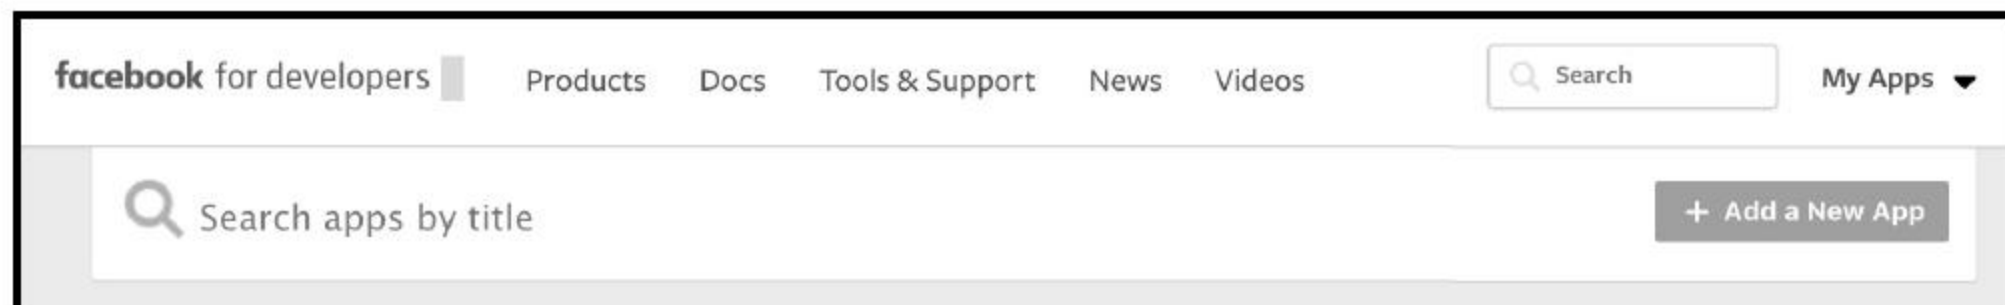 facebook for developers Products Docs Tools & Support News Videos Search My Apps
Search apps by title + Add a New App